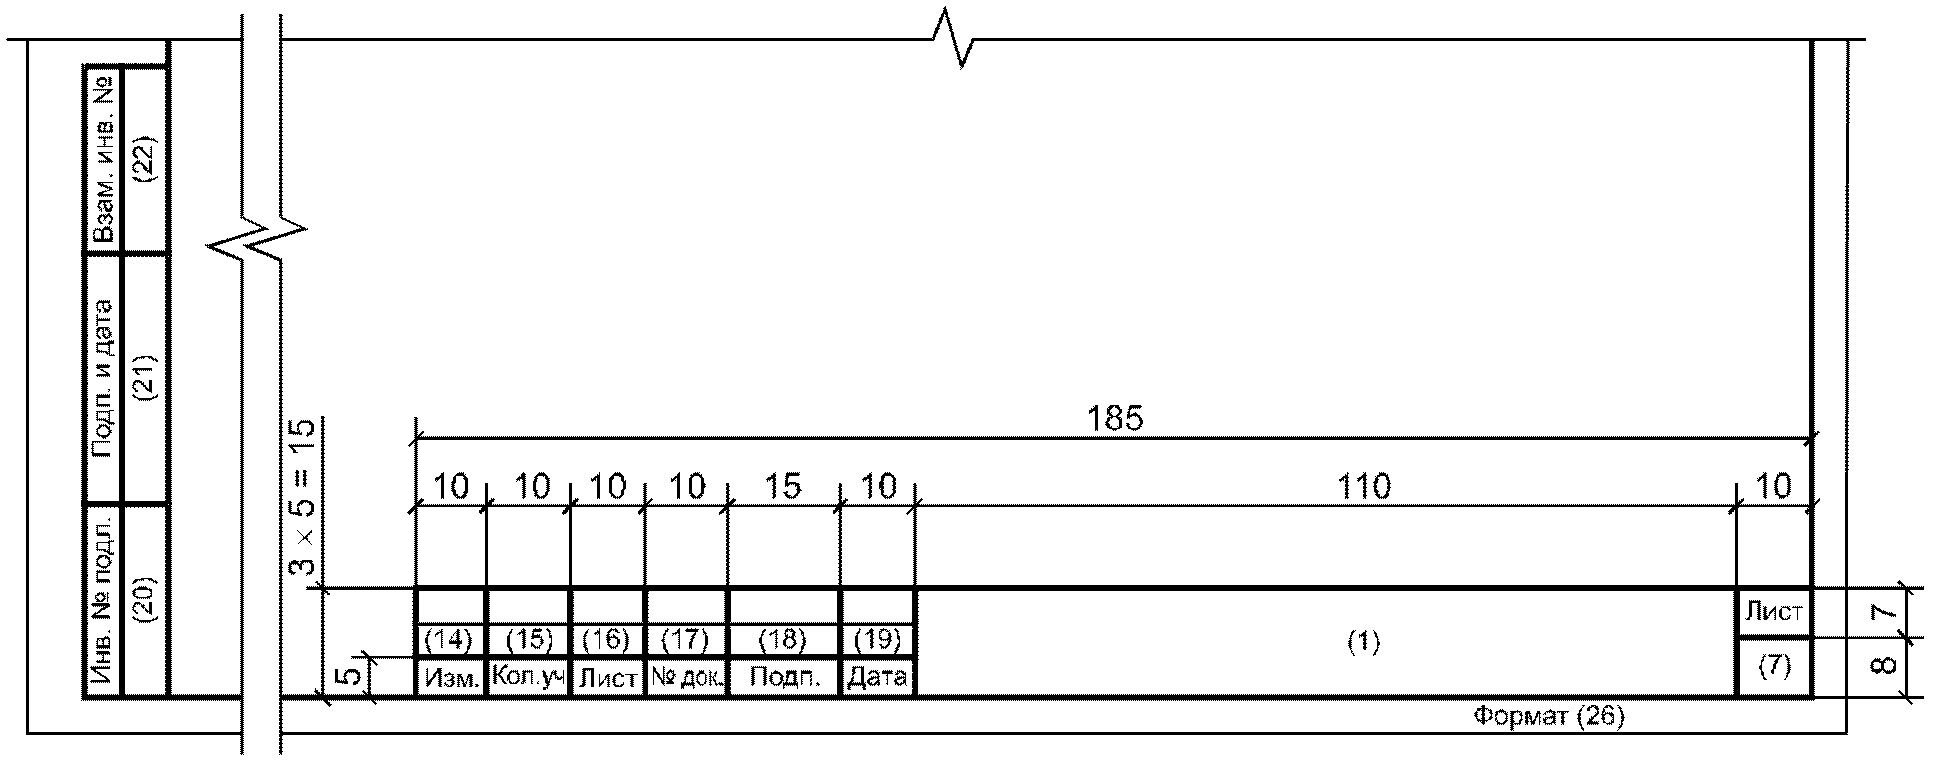 Взам. инв. №
(22)
Подп. и дата
(21)
Инв. № подл.
(20)
185
3 × 5 = 15
10 10 10 10 15 10 110 10
5
(14) (15) (16) (17) (18) (19)
Изм. Кол.уч Лист № док. Подп. Дата
(1)
Лист
(7)
7
8
Формат (26)